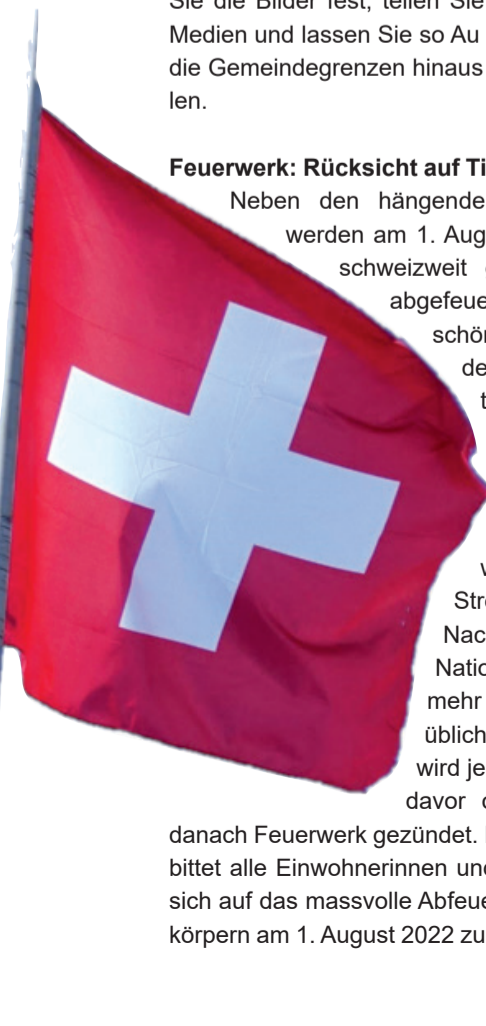 Sie die Bilder fest, teilen Sie
Medien und lassen Sie so Au
die Gemeindegrenzen hinaus
len.
Feuerwerk: Rücksicht auf Ti
Neben den hängende
werden am 1. Aug
schweizweit
abgefeue
schö
de
t
Str
Nac
Natio
mehr
üblich
wird je
davor
danach Feuerwerk gezündet.
bittet alle Einwohnerinnen un
sich auf das massvolle Abfeue
körpern am 1. August 2022 zu